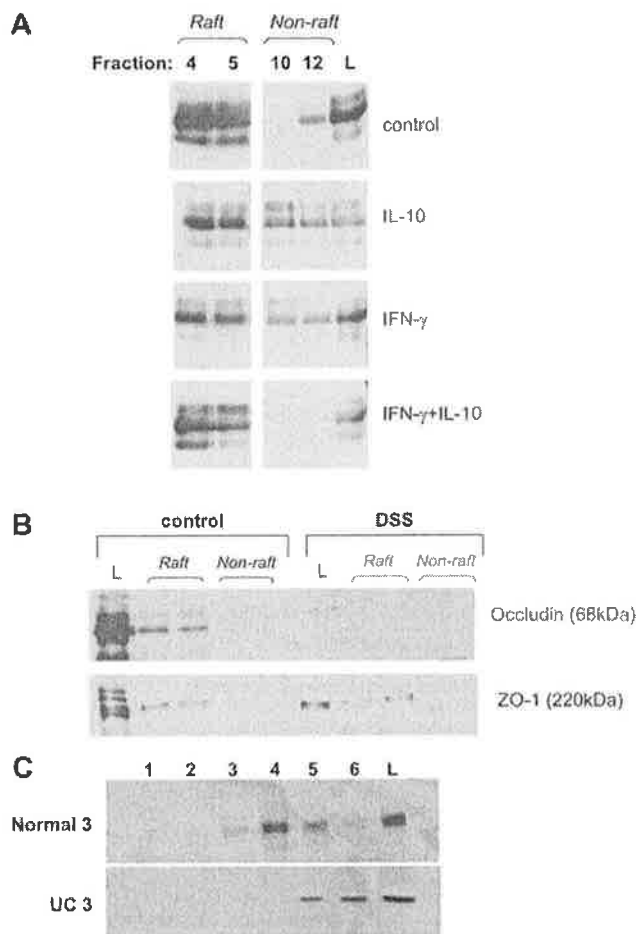 A
Raft Non-raft
Fraction: 4 5 10 12 L
control
IL-10
IFN-γ
IFN-γ+IL-10
B
control DSS
L Raft Non-raft L Raft Non-raft
Occludin (68kDa)
ZO-1 (220kDa)
C
1 2 3 4 5 6 L
Normal 3
UC 3